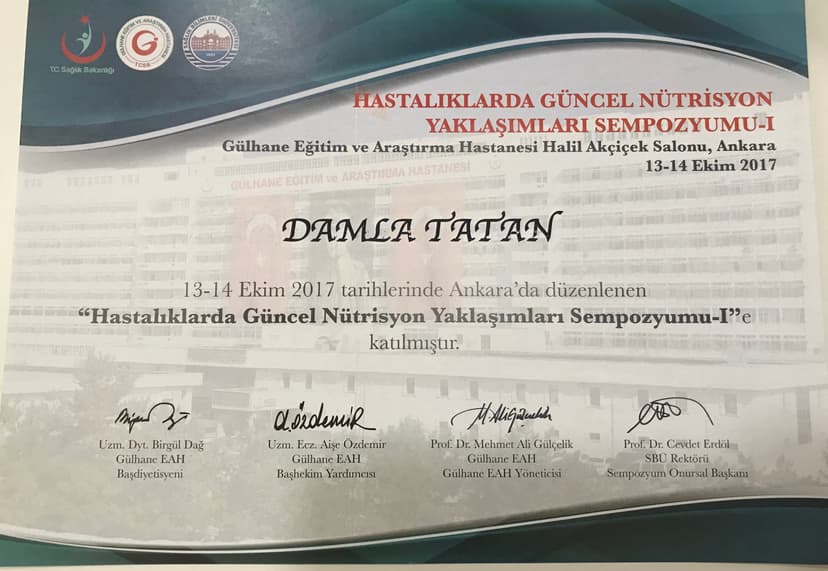 T.C. Sağlık Bakanlığı
HASTALIKLARDA GÜNCEL NÜTRİSYON
YAKLAŞIMLARI SEMPOZYUMU-I
Gülhane Eğitim ve Araştırma Hastanesi Halil Akçiçek Salonu, Ankara
13-14 Ekim 2017
GÜLHANE EĞİTİM ve ARAŞTIRMA HASTANESİ
DAMLA TATAN
13-14 Ekim 2017 tarihlerinde Ankara'da düzenlenen
“Hastalıklarda Güncel Nütrisyon Yaklaşımları Sempozyumu-I”e
katılmıştır.
Uzm. Dyt. Birgül Dağ
Gülhane EAH
Başdiyetisyeni
Uzm. Ecz. Aişe Özdemir
Gülhane EAH
Başhekim Yardımcısı
Prof. Dr. Mehmet Ali Gülçelik
Gülhane EAH
Gülhane EAH Yöneticisi
Prof. Dr. Cevdet Erdöl
SBÜ Rektörü
Sempozyum Onursal Başkanı